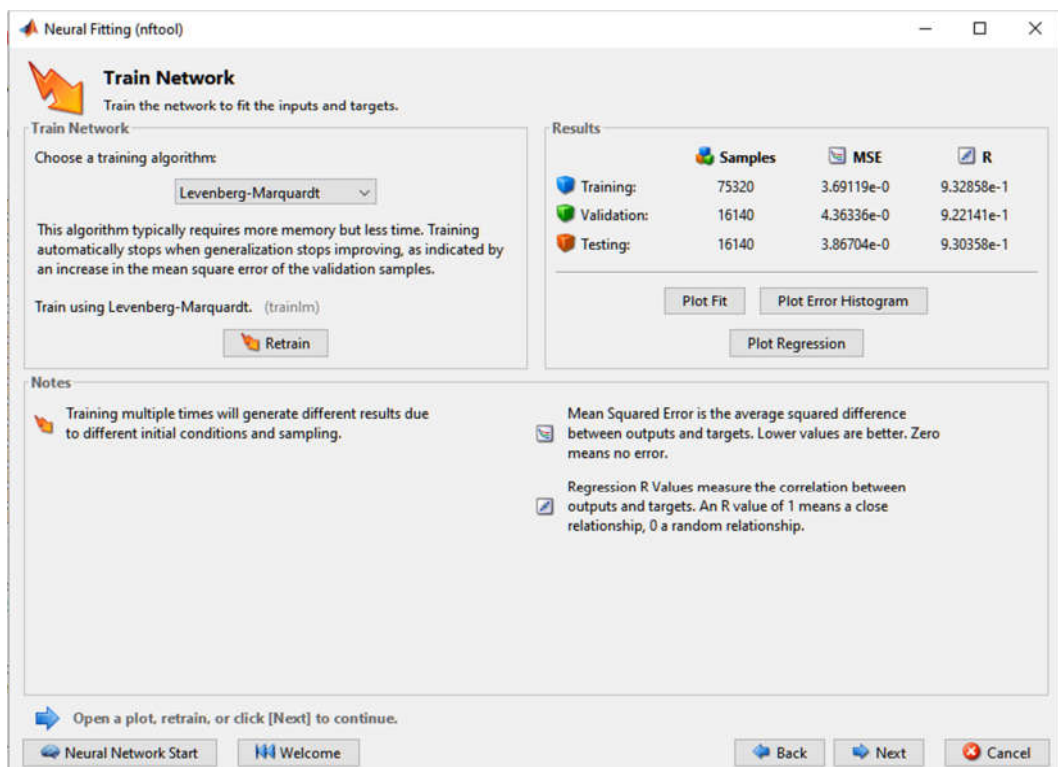 Neural Fitting (nftool)
Train Network
Train the network to fit the inputs and targets.
Train Network
Choose a training algorithm:
Levenberg-Marquardt
This algorithm typically requires more memory but less time. Training
automatically stops when generalization stops improving, as indicated by
an increase in the mean square error of the validation samples.
Train using Levenberg-Marquardt. (trainlm)
Retrain
Results
Samples MSE R
Training: 75320 3.69119e-0 9.32858e-1
Validation: 16140 4.36336e-0 9.22141e-1
Testing: 16140 3.86704e-0 9.30358e-1
Plot Fit Plot Error Histogram
Plot Regression
Notes
Training multiple times will generate different results due
to different initial conditions and sampling.
Mean Squared Error is the average squared difference
between outputs and targets. Lower values are better. Zero
means no error.
Regression R Values measure the correlation between
outputs and targets. An R value of 1 means a close
relationship, 0 a random relationship.
Open a plot, retrain, or click [Next] to continue.
Neural Network Start Welcome Back Next Cancel